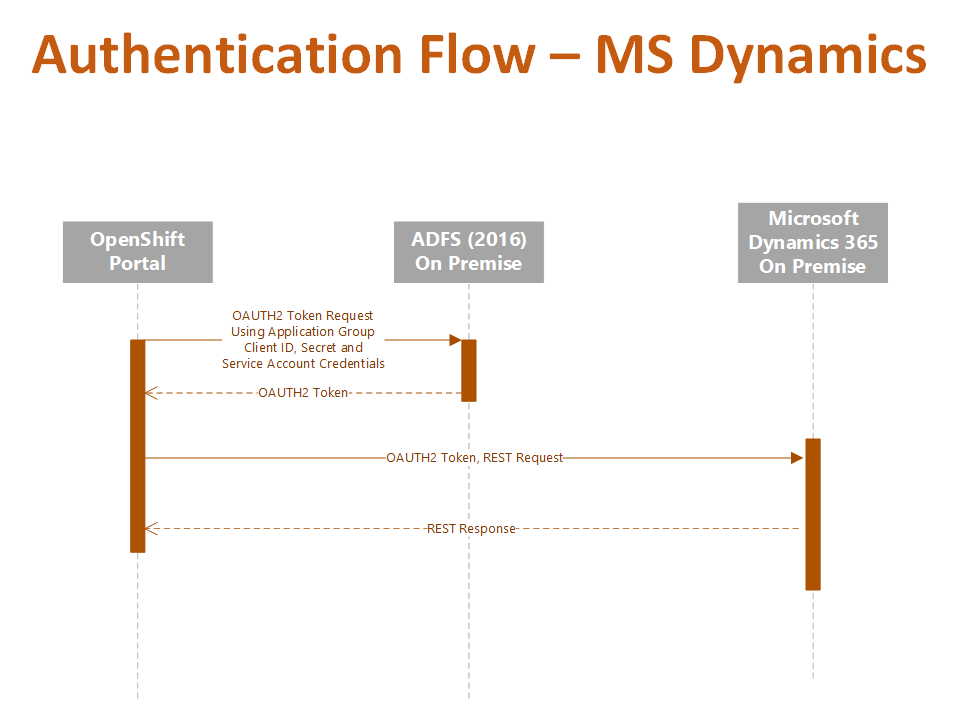 Authentication Flow – MS Dynamics
OpenShift
Portal
ADFS (2016)
On Premise
Microsoft
Dynamics 365
On Premise
OAUTH2 Token Request
Using Application Group
Client ID, Secret and
Service Account Credentials
OAUTH2 Token
OAUTH2 Token, REST Request
REST Response